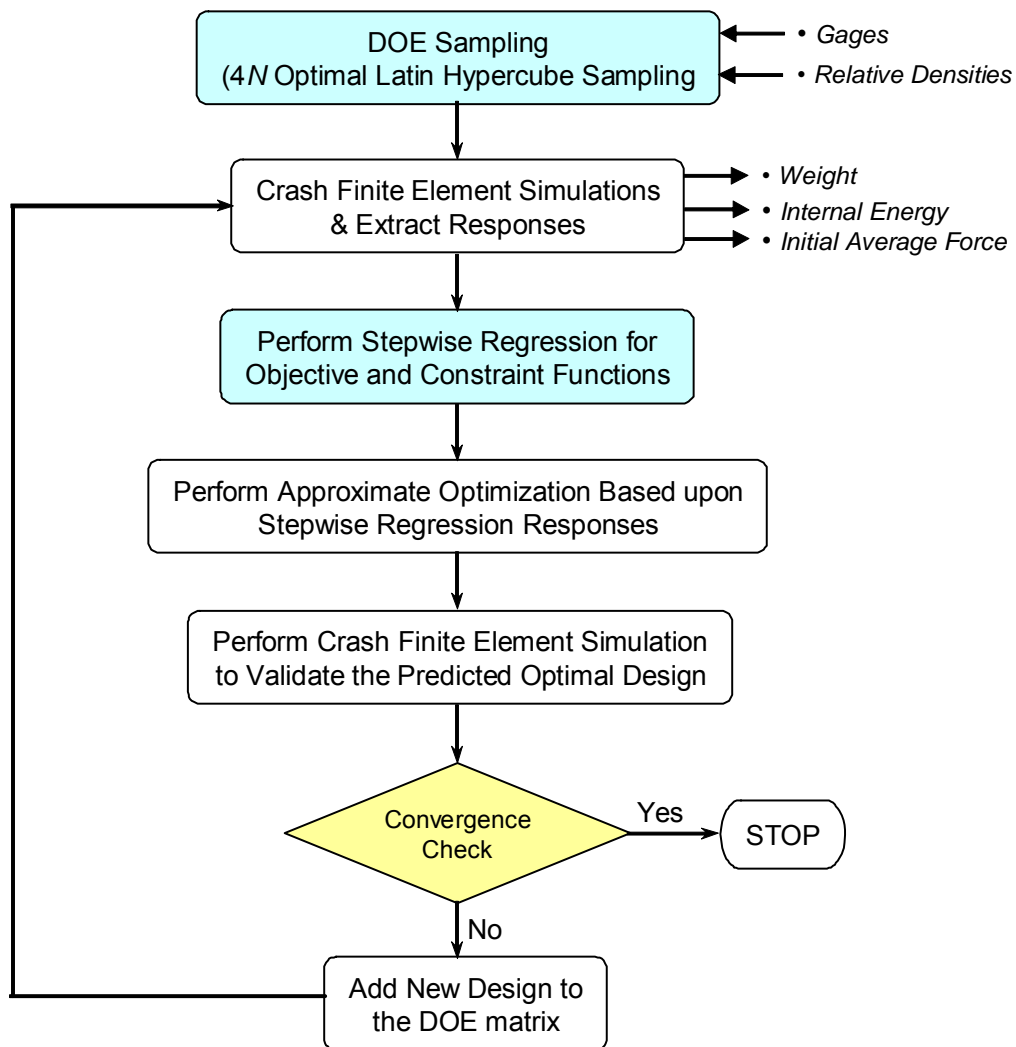 DOE Sampling
(4N Optimal Latin Hypercube Sampling
• Gages
• Relative Densities
Crash Finite Element Simulations
& Extract Responses
• Weight
• Internal Energy
• Initial Average Force
Perform Stepwise Regression for
Objective and Constraint Functions
Perform Approximate Optimization Based upon
Stepwise Regression Responses
Perform Crash Finite Element Simulation
to Validate the Predicted Optimal Design
Convergence
Check
Yes
STOP
No
Add New Design to
the DOE matrix